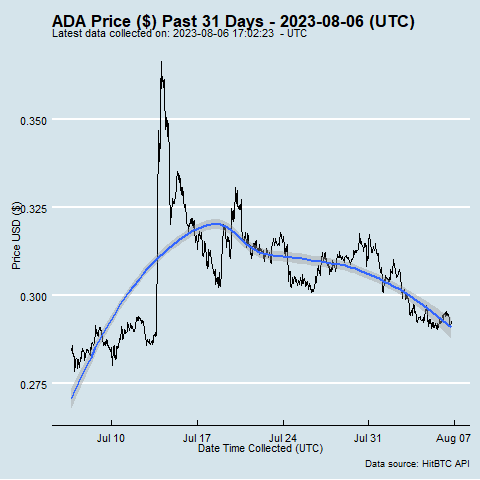 ADA Price ($) Past 31 Days - 2023-08-06 (UTC)
Latest data collected on: 2023-08-06 17:02:23  - UTC
Price USD ($)
0.350
0.325
0.300
0.275
Jul 10
Jul 17
Jul 24
Jul 31
Aug 07
Date Time Collected (UTC)
Data source: HitBTC API